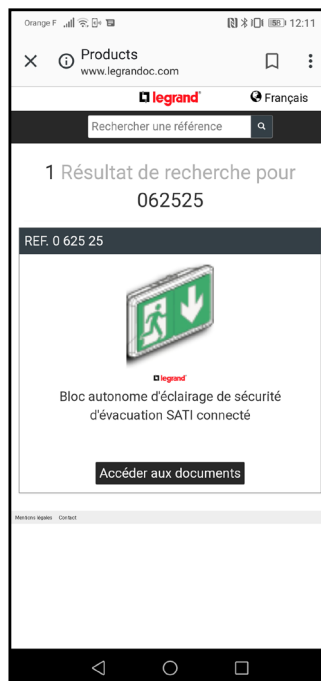 Orange F 58 12:11
Products
www.legrandoc.com
legrand
Français
Rechercher une référence
1 Résultat de recherche pour
062525
REF. 0 625 25
legrand
Bloc autonome d'éclairage de sécurité
d'évacuation SATI connecté
Accéder aux documents
Mentions légales Contact